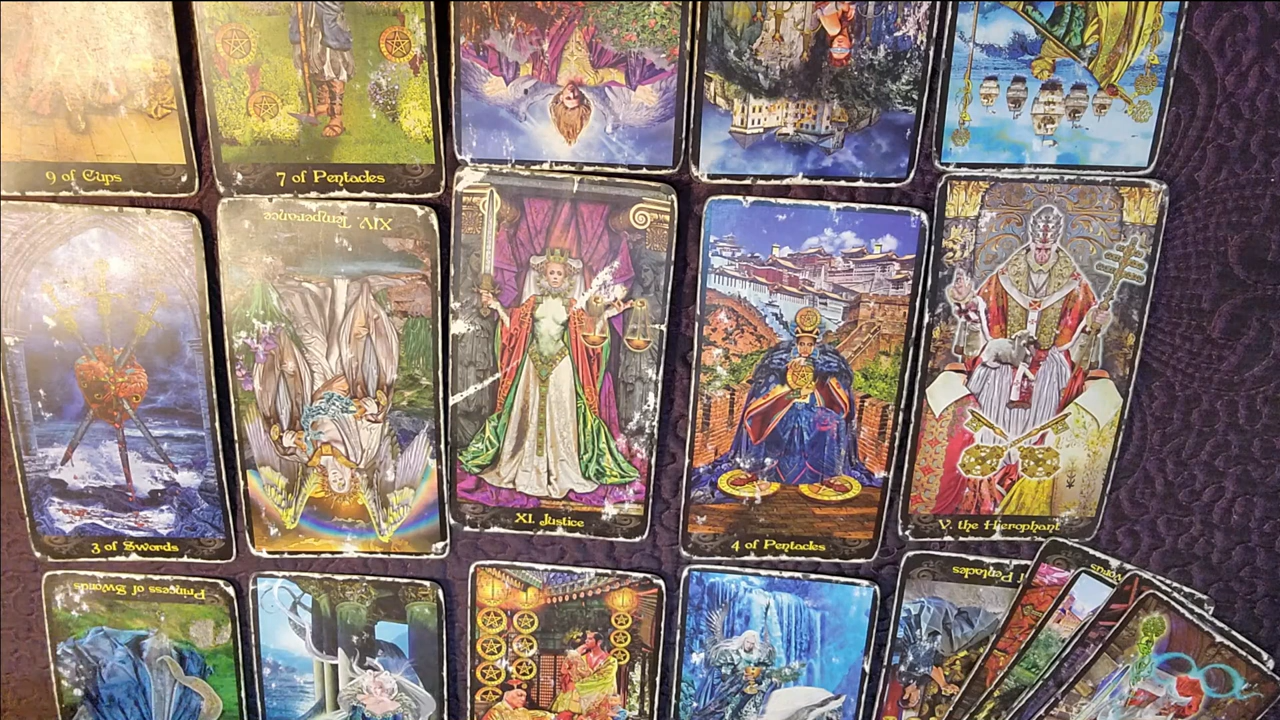 9 of Cups
7 of Pentacles
XIV. Temperance
XI. Justice
V. the Hierophant
3 of Swords
4 of Pentacles
Princess of Swords
f Pentacles